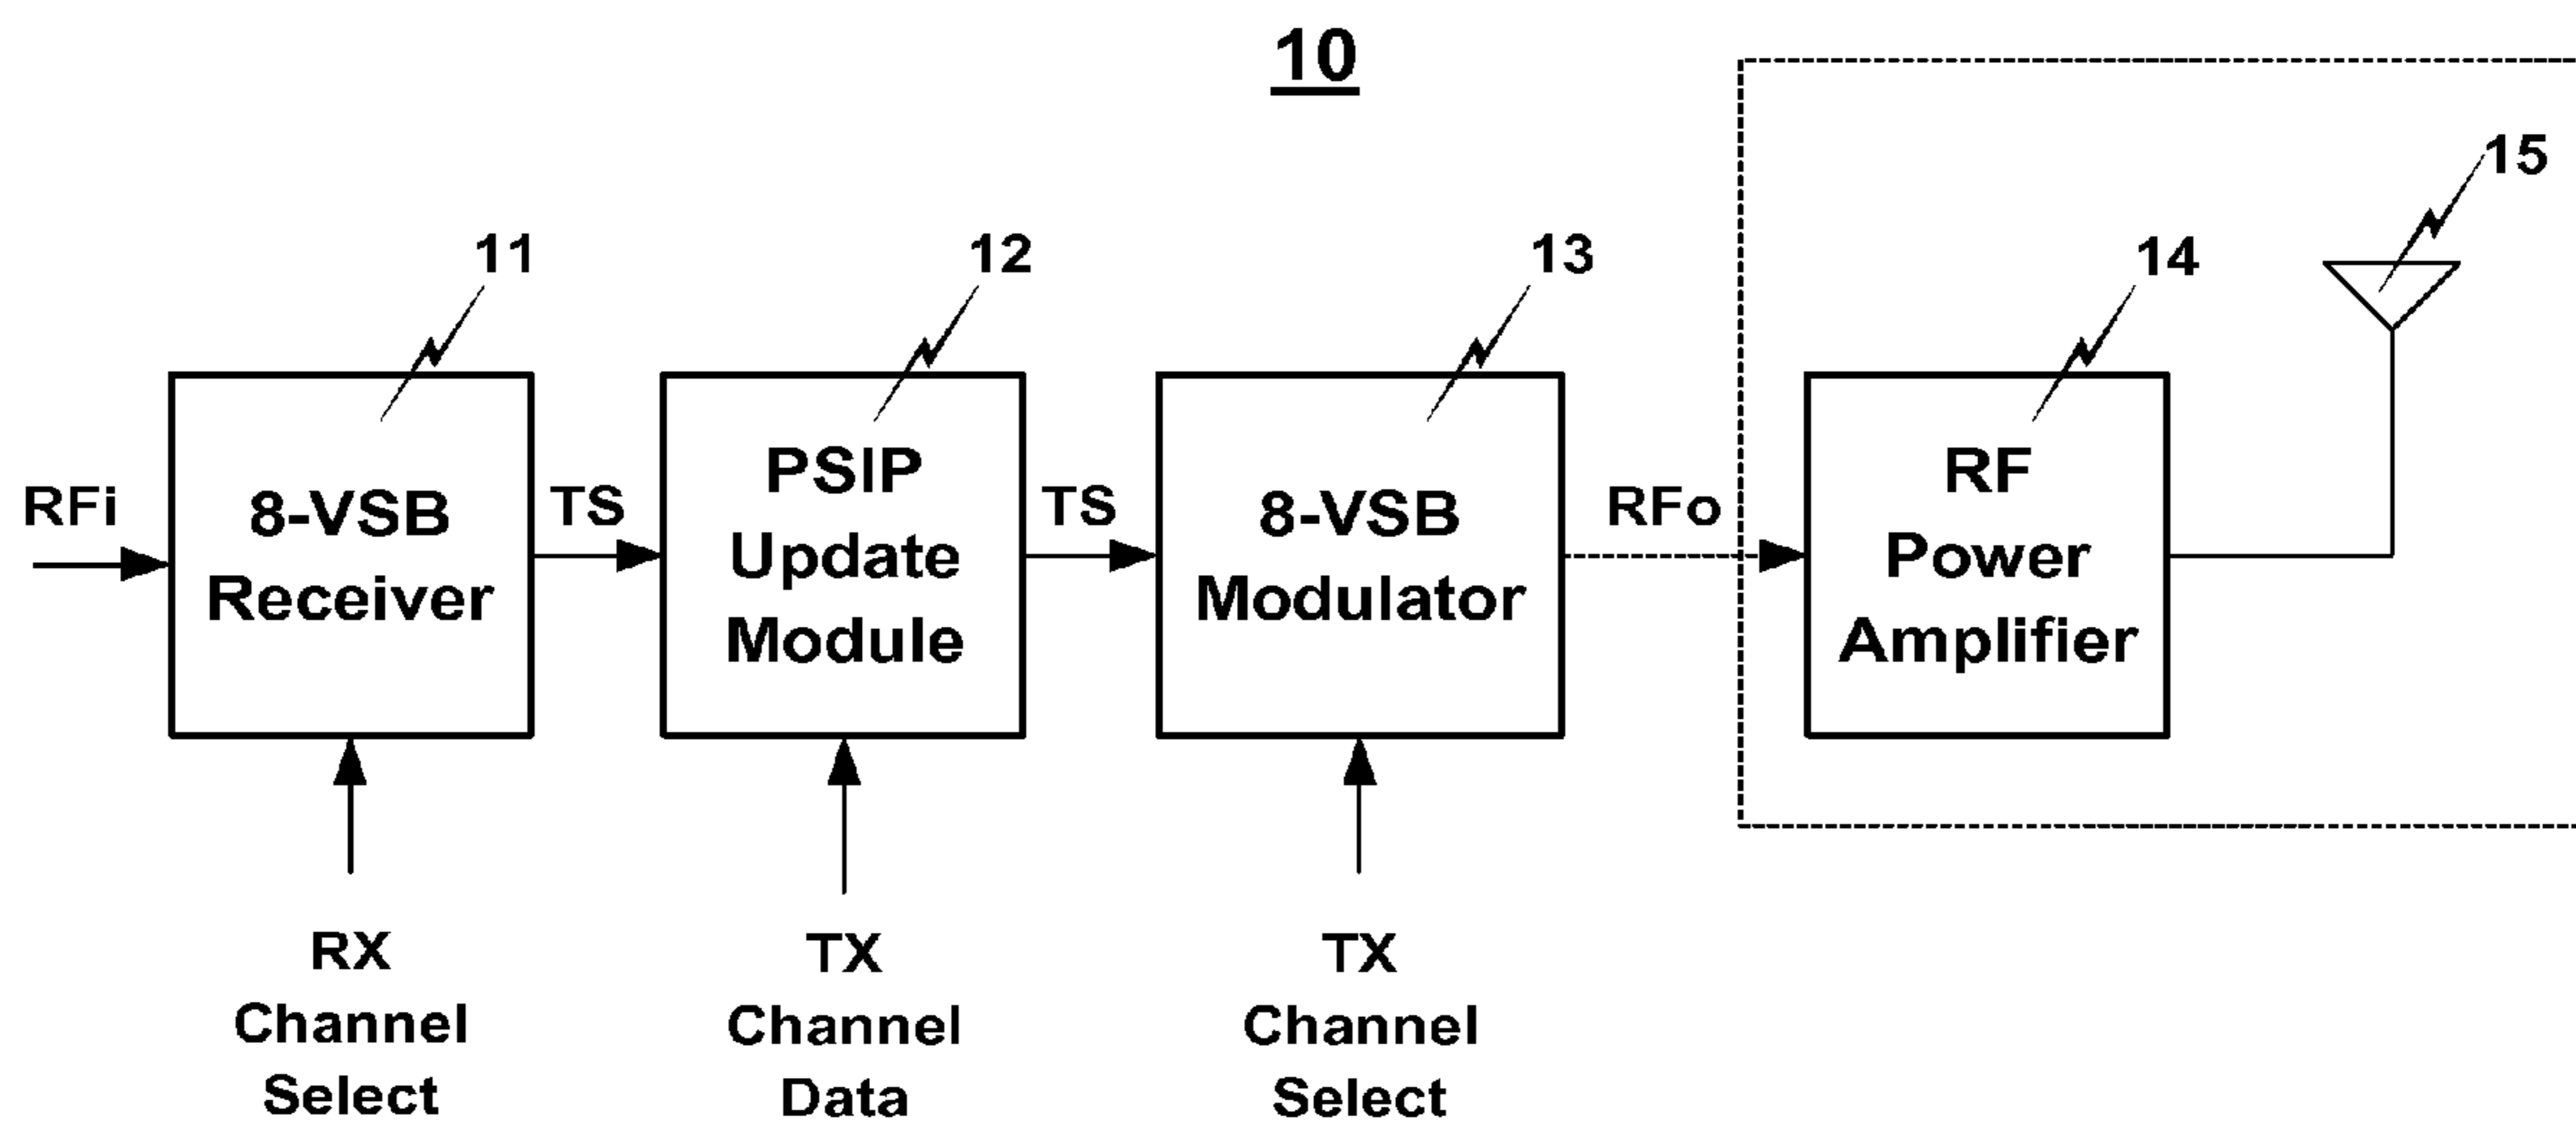 10
15
11
12
13
14
RFi
8-VSB
Receiver
TS
PSIP
Update
Module
TS
8-VSB
Modulator
RFo
RF
Power
Amplifier
RX
Channel
Select
TX
Channel
Data
TX
Channel
Select